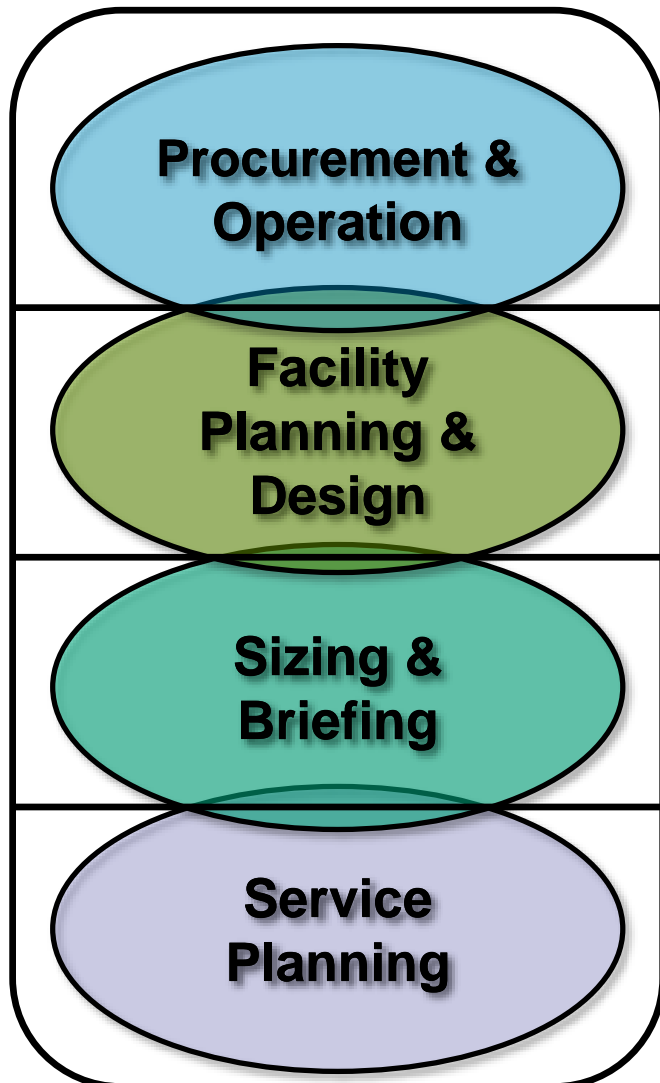 Procurement &
Operation
Facility
Planning &
Design
Sizing &
Briefing
Service
Planning